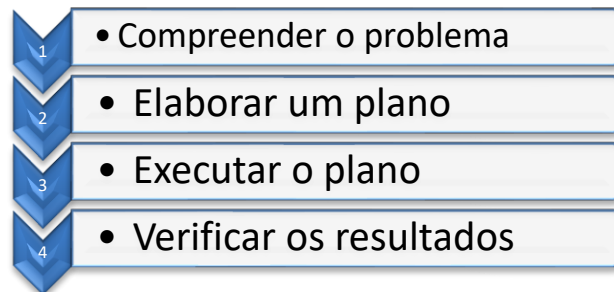 1 • Compreender o problema
2 • Elaborar um plano
3 • Executar o plano
4 • Verificar os resultados